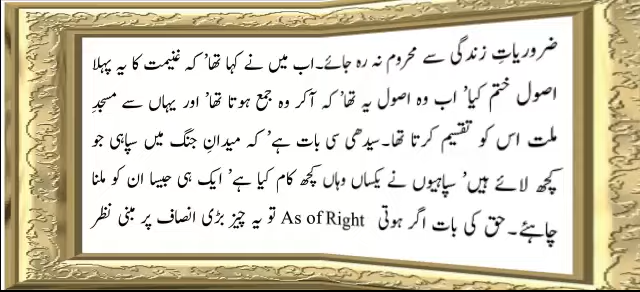 ضروریاتِ زندگی سے محروم نہ رہ جائے۔اب میں نے کہا تھا’ کہ غنیمت کا یہ پہلا
اصول ختم کیا’ اب وہ اصول یہ تھا’ کہ آکر وہ جمع ہوتا تھا’ اور یہاں سے مسجدِ
ملت اس کو تقسیم کرتا تھا۔سیدھی سی بات ہے’ کہ میدانِ جنگ میں سپاہی جو
کچھ لائے ہیں’ سپاہیوں نے یکساں وہاں کچھ کام کیا ہے’ ایک ہی جیسا ان کو ملنا
چاہئے۔حق کی بات اگر ہوتی As of Right تو یہ چیز بڑی انصاف پر مبنی نظر